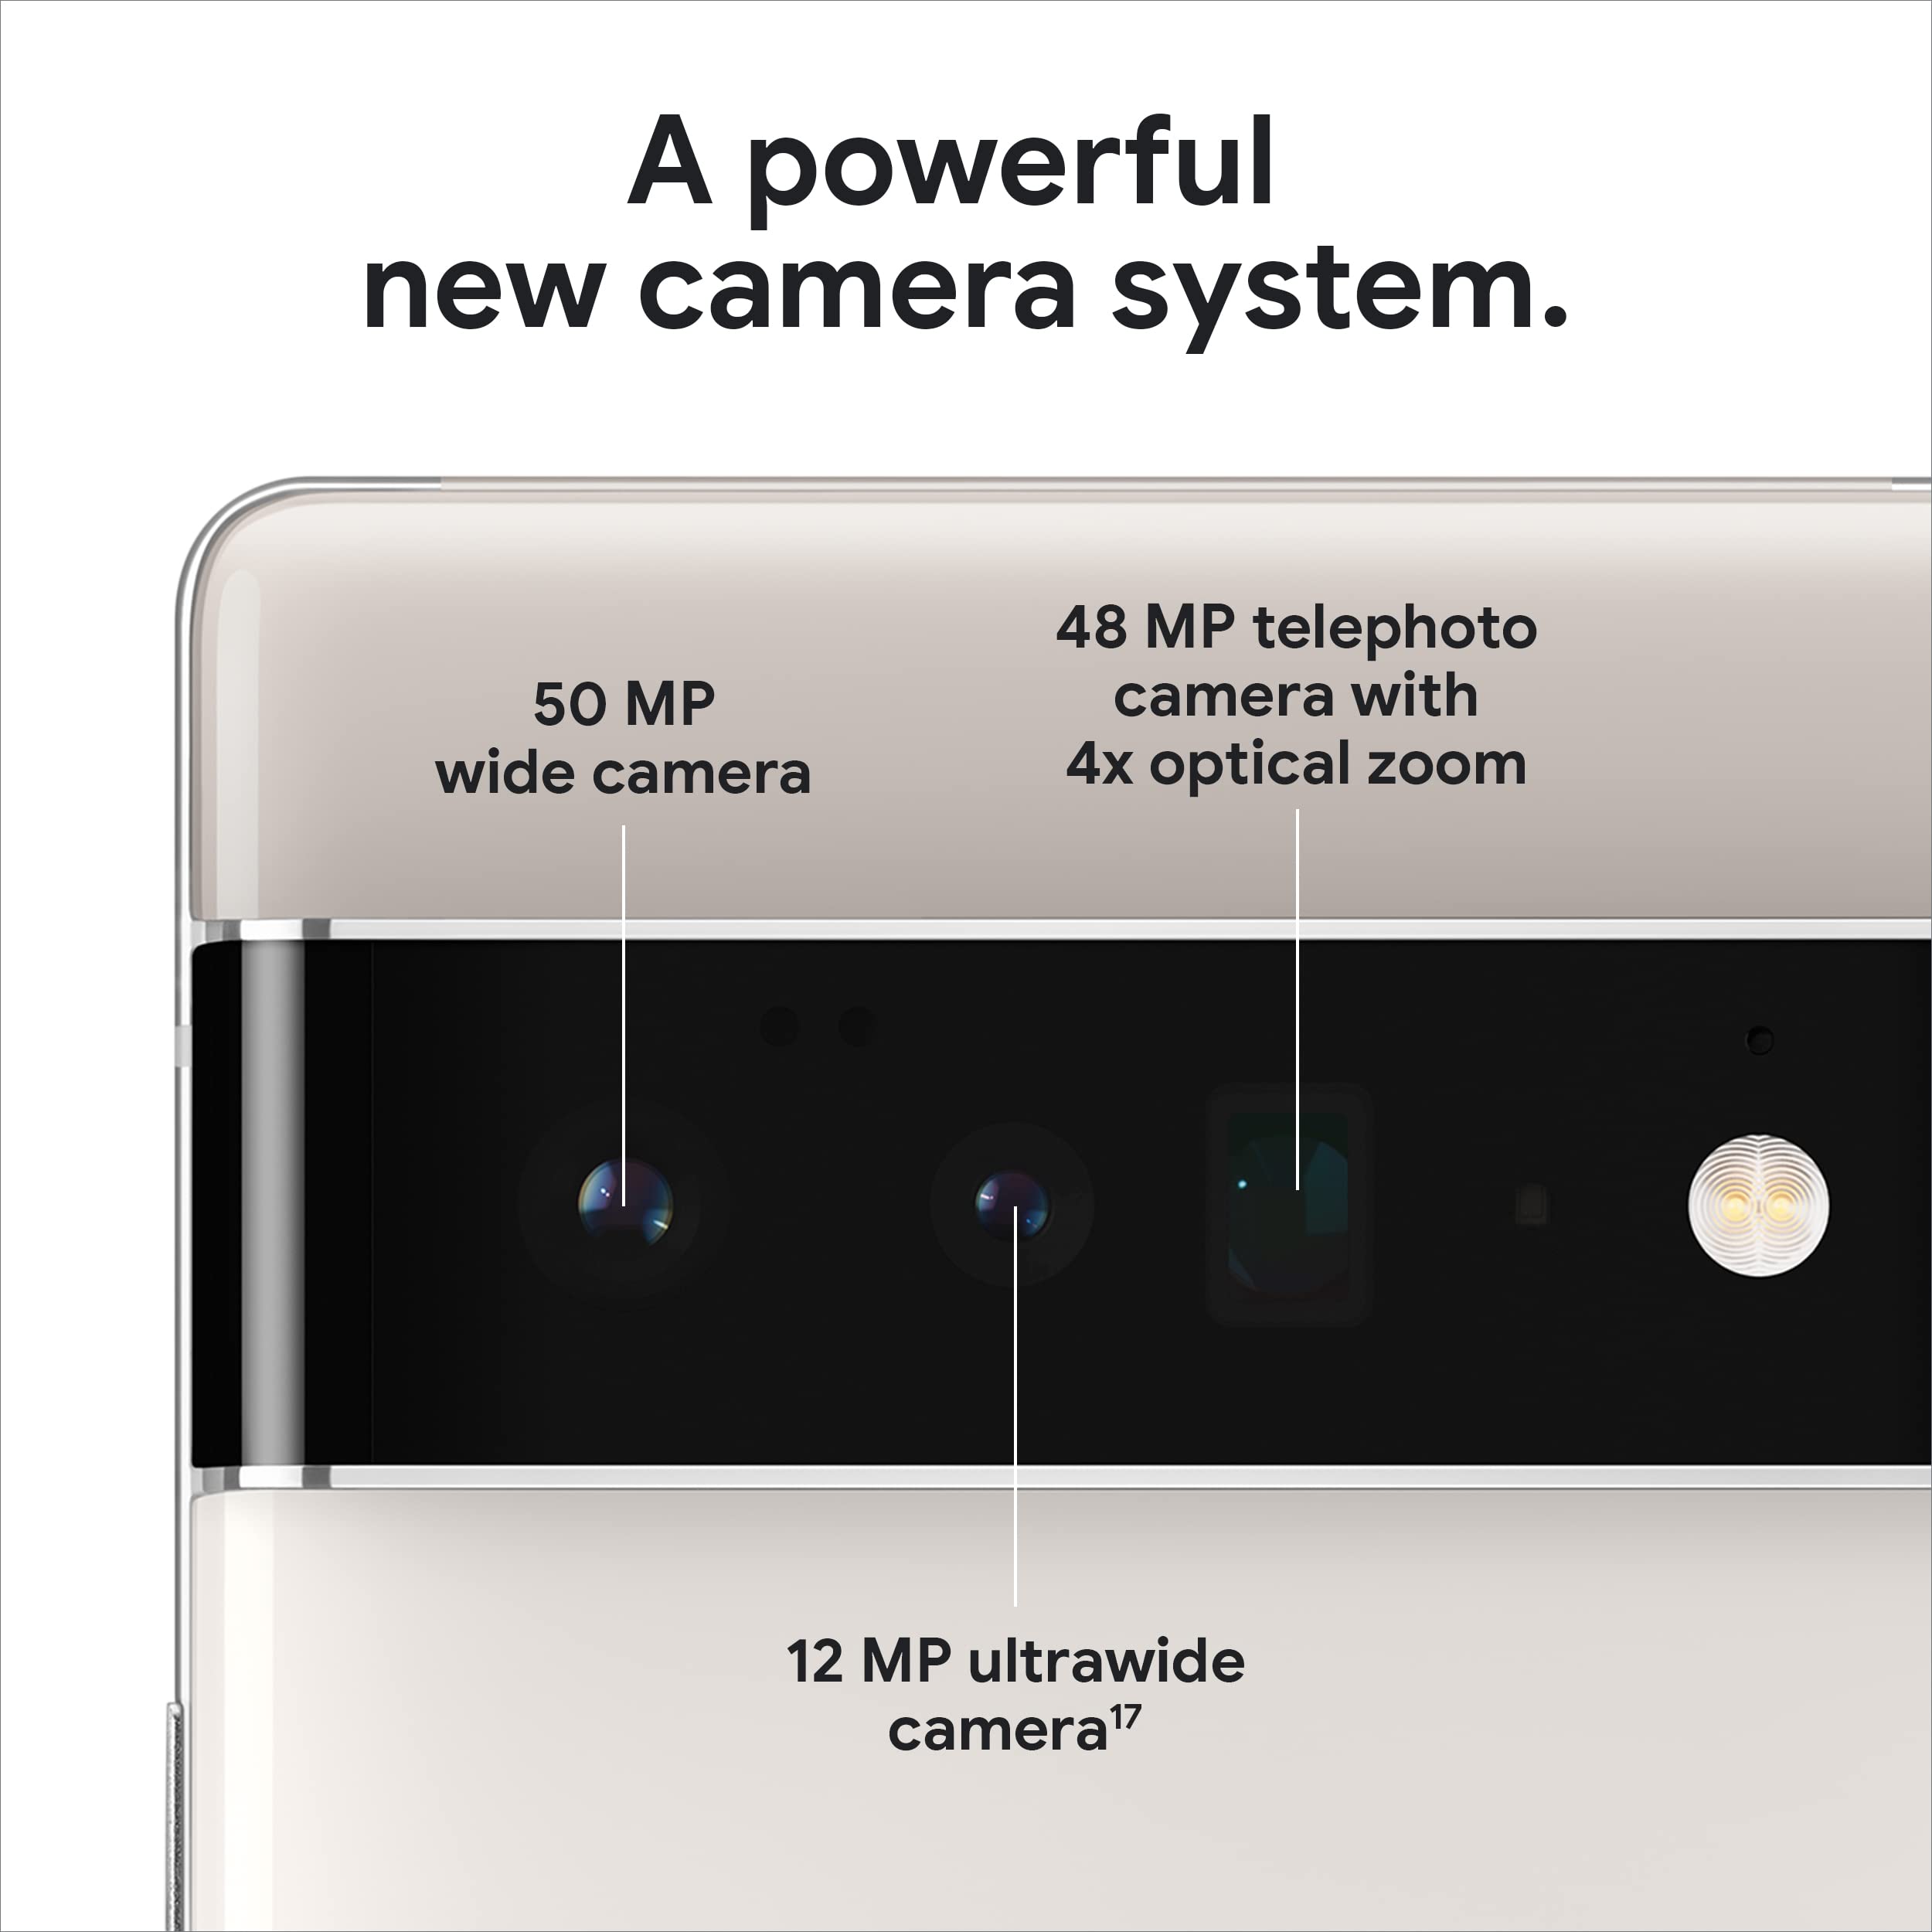 A powerful
new camera system.
50 MP
wide camera
48 MP telephoto
camera with
4x optical zoom
12 MP ultrawide
camera¹⁷